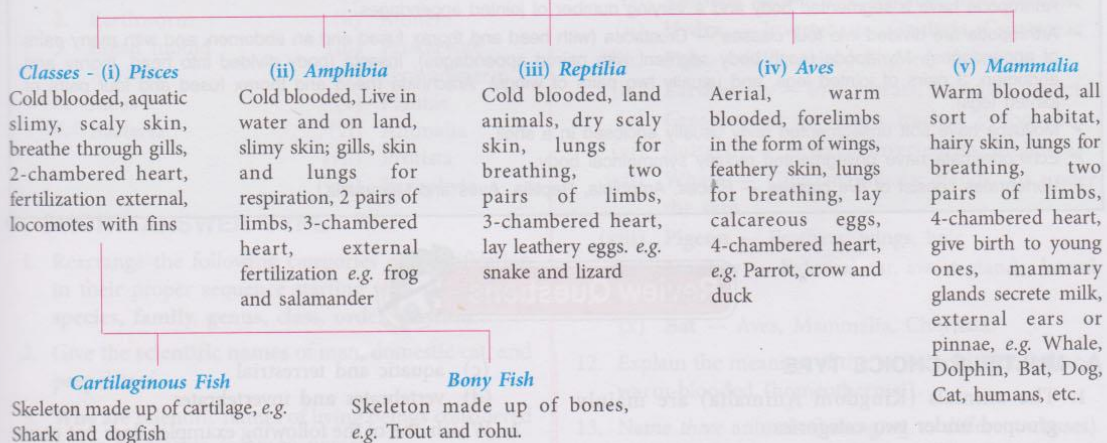 Classes - (i) Pisces
Cold blooded, aquatic
slimy, scaly skin,
breathe through gills,
2-chambered heart,
fertilization external,
locomotes with fins
(ii) Amphibia
Cold blooded Live in
water and on land,
slimy skin; gills, skin
and lungs for
respiration, 2 pairs of
limbs, 3-chambered
heart, external
fertilization e.g. frog
and salamander
(iii) Reptilia
Cold blooded, land
animals, dry scaly
skin, lungs for
breathing, two
pairs of limbs,
3-chambered heart,
lay leathery eggs, e.g.
snake and lizard
(iv) Aves
Aerial, warm
blooded, forelimbs
in the form of wings,
feathery skin, lungs
for breathing, lay
calcareous eggs,
4-chambered heart,
e.g. Parrot, crow and
duck
(v) Mammalia
Warm blooded, all
sort of habitat,
hairy skin, lungs for
breathing, two
pairs of limbs,
4-chambered heart,
give birth to young
ones, mammary
glands secrete milk,
external ears or
pinnae, e.g. Whale,
Dolphin, Bat, Dog,
Cat, humans, etc.
Cartilaginous Fish
Skeleton made up of cartilage, e.g.
Shark and dogfish
Bony Fish
Skeleton made up of bones,
e.g. Trout and rohu.